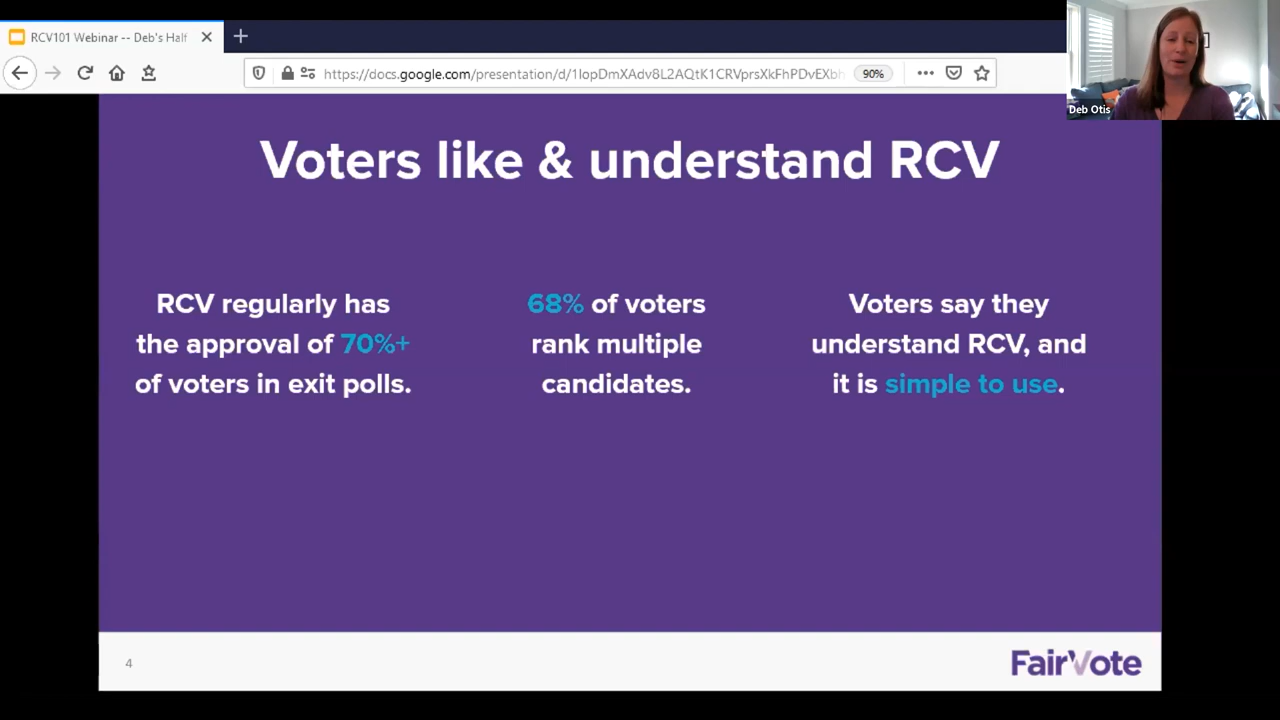 RCV101 Webinar -- Deb's Half
https://docs.google.com/presentation/d/1IopDmXAdv8L2AQtK1CRVprsXkFhPDvEXbh
90%
Deb Otis
Voters like & understand RCV
RCV regularly has
the approval of 70%+
of voters in exit polls.
68% of voters
rank multiple
candidates.
Voters say they
understand RCV, and
it is simple to use.
4
FairVote